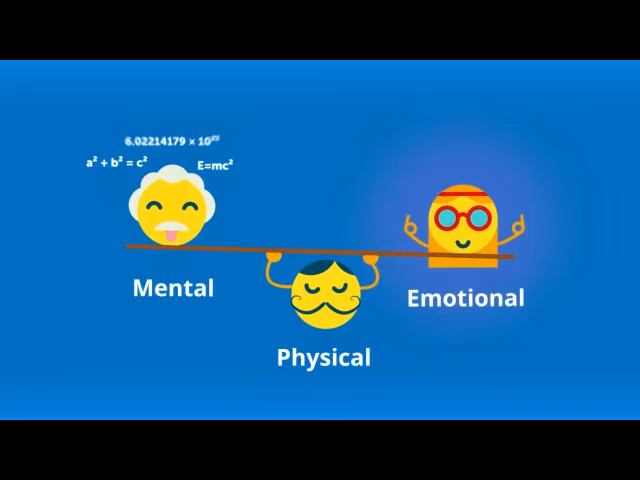 6.02214179 × 10²³
a² + b² = c²
E=mc²
Mental
Emotional
Physical